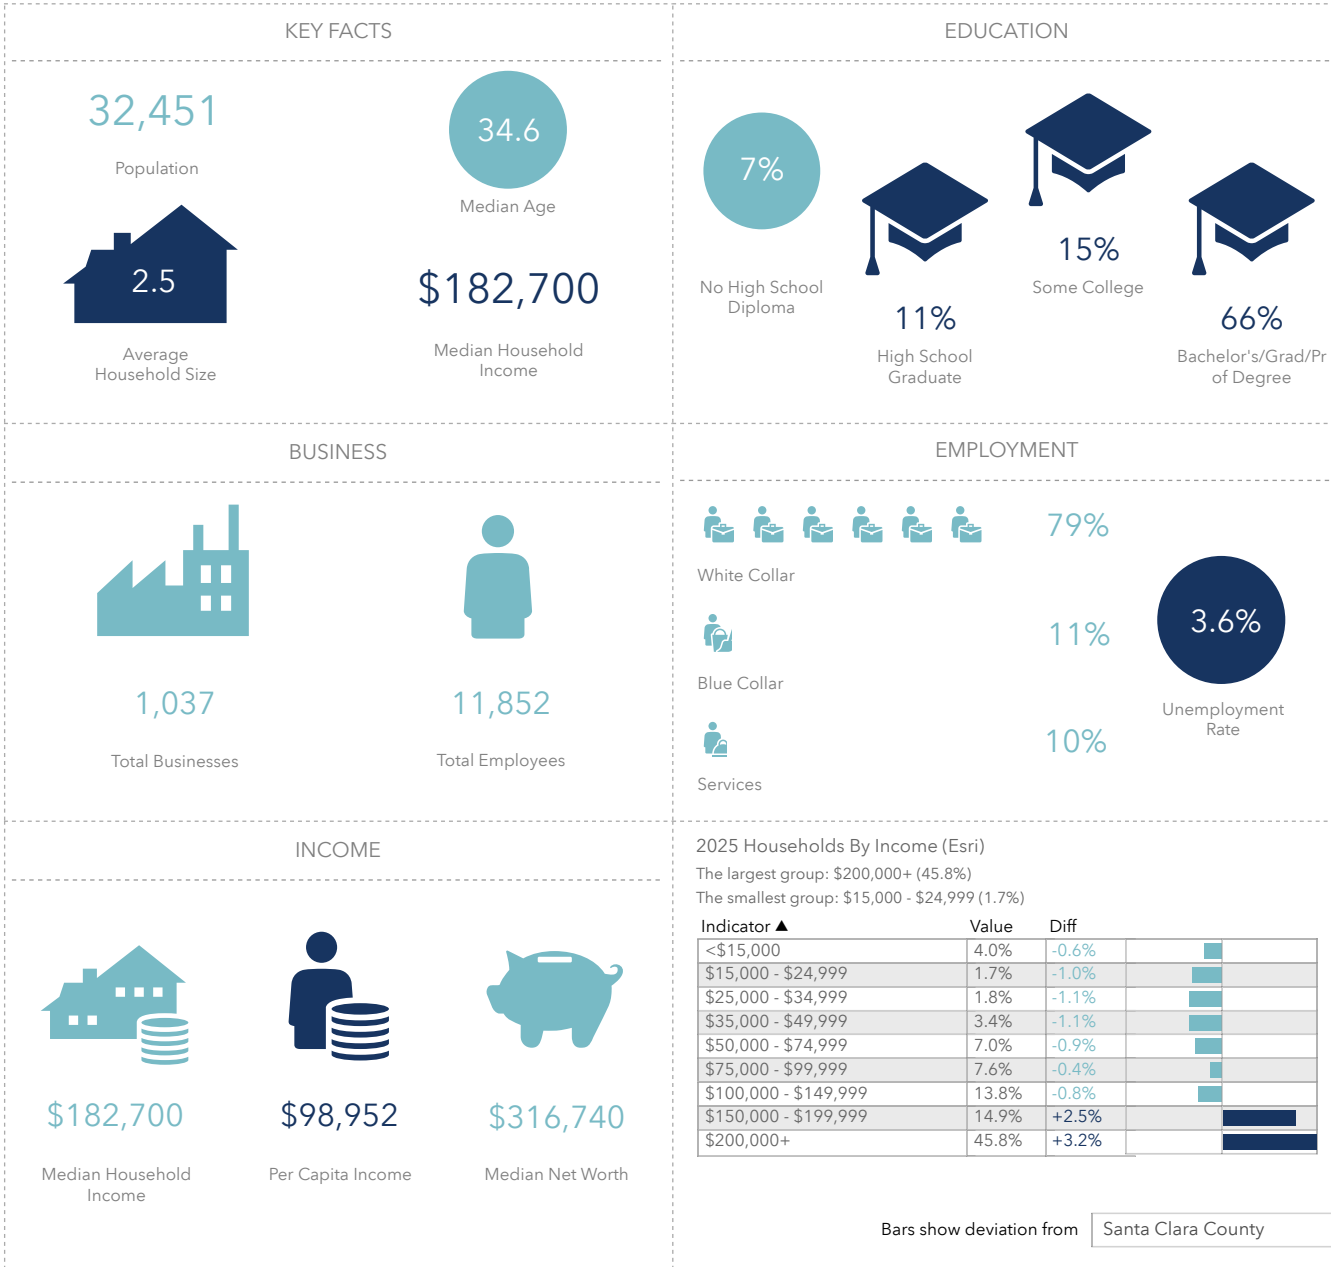 KEY FACTS
32,451
Population
34.6
Median Age
2.5
Average
Household Size
$182,700
Median Household
Income
EDUCATION
7%
No High School
Diploma
11%
High School
Graduate
15%
Some College
66%
Bachelor's/Grad/Pr
of Degree
BUSINESS
1,037
Total Businesses
11,852
Total Employees
EMPLOYMENT
79%
White Collar
11%
Blue Collar
10%
Services
3.6%
Unemployment
Rate
INCOME
$182,700
Median Household
Income
$98,952
Per Capita Income
$316,740
Median Net Worth
2025 Households By Income (Esri)
The largest group: $200,000+ (45.8%)
The smallest group: $15,000 - $24,999 (1.7%)
Indicator ▲ Value Diff
<$15,000 4.0% -0.6%
$15,000 - $24,999 1.7% -1.0%
$25,000 - $34,999 1.8% -1.1%
$35,000 - $49,999 3.4% -1.1%
$50,000 - $74,999 7.0% -0.9%
$75,000 - $99,999 7.6% -0.4%
$100,000 - $149,999 13.8% -0.8%
$150,000 - $199,999 14.9% +2.5%
$200,000+ 45.8% +3.2%
Bars show deviation from Santa Clara County